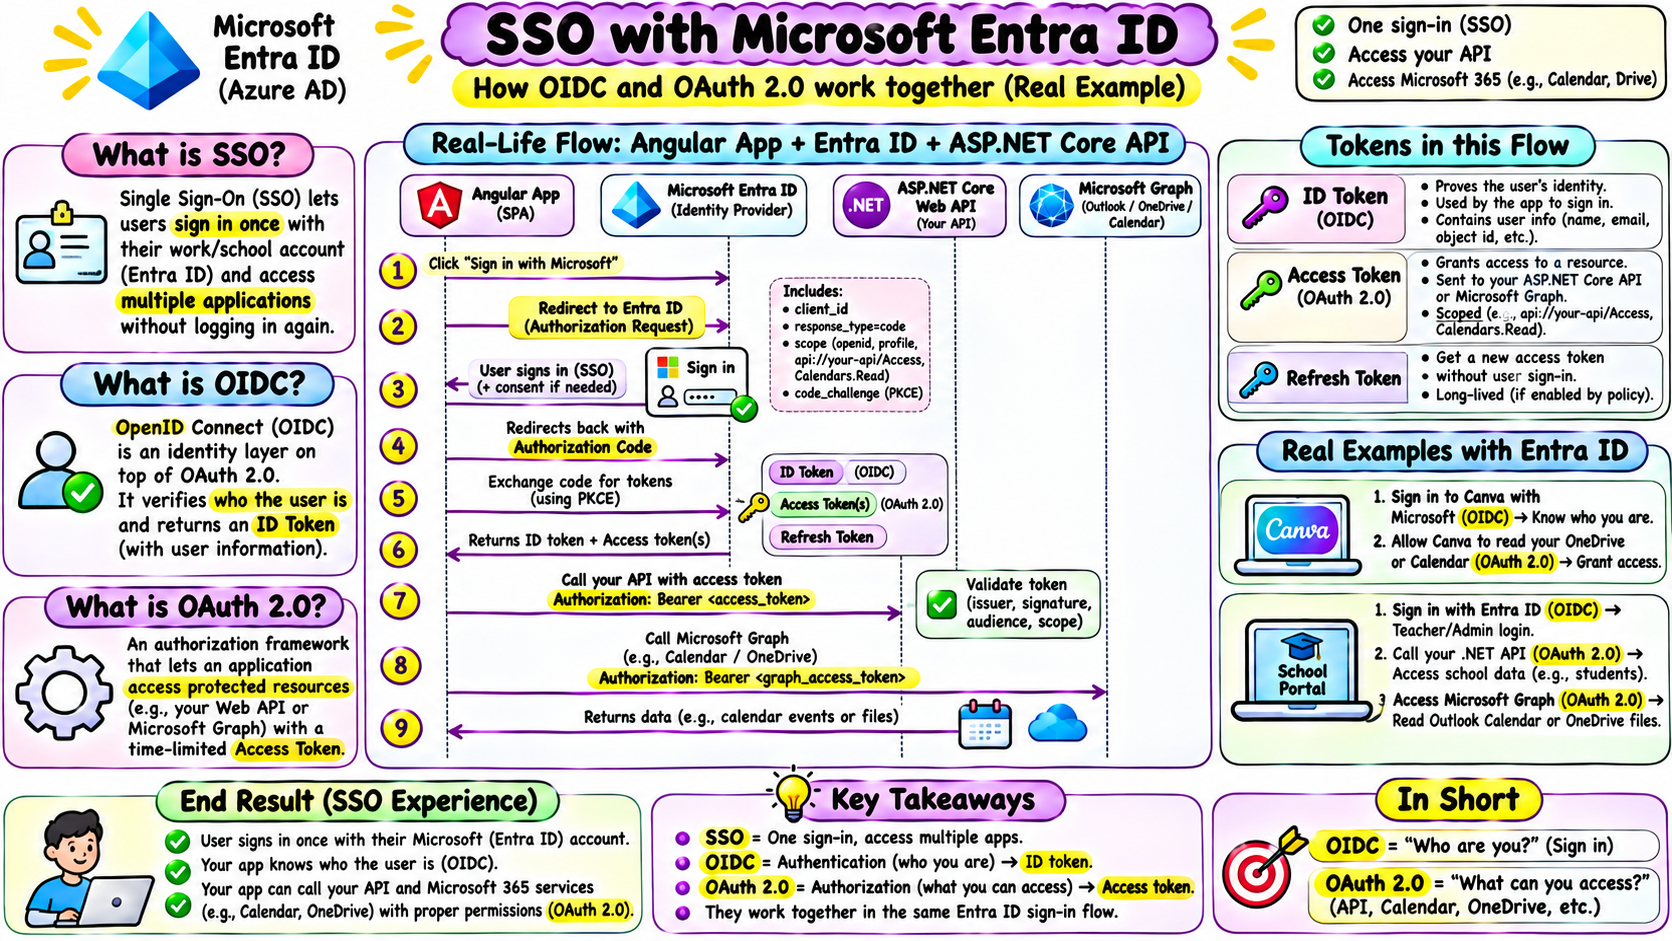 Microsoft
Entra ID
(Azure AD)
SSO with Microsoft Entra ID
How OIDC and OAuth 2.0 work together (Real Example)
One sign-in (SSO)
Access your API
Access Microsoft 365 (e.g., Calendar, Drive)
What is SSO?
Single Sign-On (SSO) lets
users sign in once with
their work/school account
(Entra ID) and access
multiple applications
without logging in again.
What is OIDC?
OpenID Connect (OIDC)
is an identity layer on
top of OAuth 2.0.
It verifies who the user is
and returns an ID Token
(with user information).
What is OAuth 2.0?
An authorization framework
that lets an application
access protected resources
(e.g., your Web API or
Microsoft Graph) with a
time-limited Access Token.
Real-Life Flow: Angular App + Entra ID + ASP.NET Core API
A
Angular App
(SPA)
Microsoft Entra ID
(Identity Provider)
.NET
ASP.NET Core
Web API
(Your API)
Microsoft Graph
(Outlook / OneDrive /
Calendar)
1
Click "Sign in with Microsoft"
2
Redirect to Entra ID
(Authorization Request)
Includes:
• client_id
• response_type=code
• scope (openid, profile,
api://your-api/Access,
Calendars.Read)
• code_challenge (PKCE)
3
User signs in (SSO)
(+ consent if needed)
Sign in
4
Redirects back with
Authorization Code
5
Exchange code for tokens
(using PKCE)
ID Token (OIDC)
Access Token(s) (OAuth 2.0)
Refresh Token
6
Returns ID token + Access token(s)
7
Call your API with access token
Authorization: Bearer <access_token>
Validate token
(issuer, signature,
audience, scope)
8
Call Microsoft Graph
(e.g., Calendar / OneDrive)
Authorization: Bearer <graph_access_token>
9
Returns data (e.g., calendar events or files)
Tokens in this Flow
ID Token
(OIDC)
• Proves the user's identity.
• Used by the app to sign in.
• Contains user info (name, email,
object id, etc.).
Access Token
(OAuth 2.0)
• Grants access to a resource.
• Sent to your ASP.NET Core API
or Microsoft Graph.
• Scoped (e.g., api://your-api/Access,
Calendars.Read).
Refresh Token
• Get a new access token
• without user sign-in.
• Long-lived (if enabled by policy).
Real Examples with Entra ID
Canva
1. Sign in to Canva with
Microsoft (OIDC) → Know who you are.
2. Allow Canva to read your OneDrive
or Calendar (OAuth 2.0) → Grant access.
School
Portal
1. Sign in with Entra ID (OIDC) →
Teacher/Admin login.
2. Call your .NET API (OAuth 2.0) →
Access school data (e.g., students).
3 Access Microsoft Graph (OAuth 2.0) →
Read Outlook Calendar or OneDrive files.
End Result (SSO Experience)
User signs in once with their Microsoft (Entra ID) account.
Your app knows who the user is (OIDC).
Your app can call your API and Microsoft 365 services
(e.g., Calendar, OneDrive) with proper permissions (OAuth 2.0).
Key Takeaways
SSO = One sign-in, access multiple apps.
OIDC = Authentication (who you are) → ID token.
OAuth 2.0 = Authorization (what you can access) → Access token.
They work together in the same Entra ID sign-in flow.
In Short
OIDC = "Who are you?" (Sign in)
OAuth 2.0 = "What can you access?"
(API, Calendar, OneDrive, etc.)